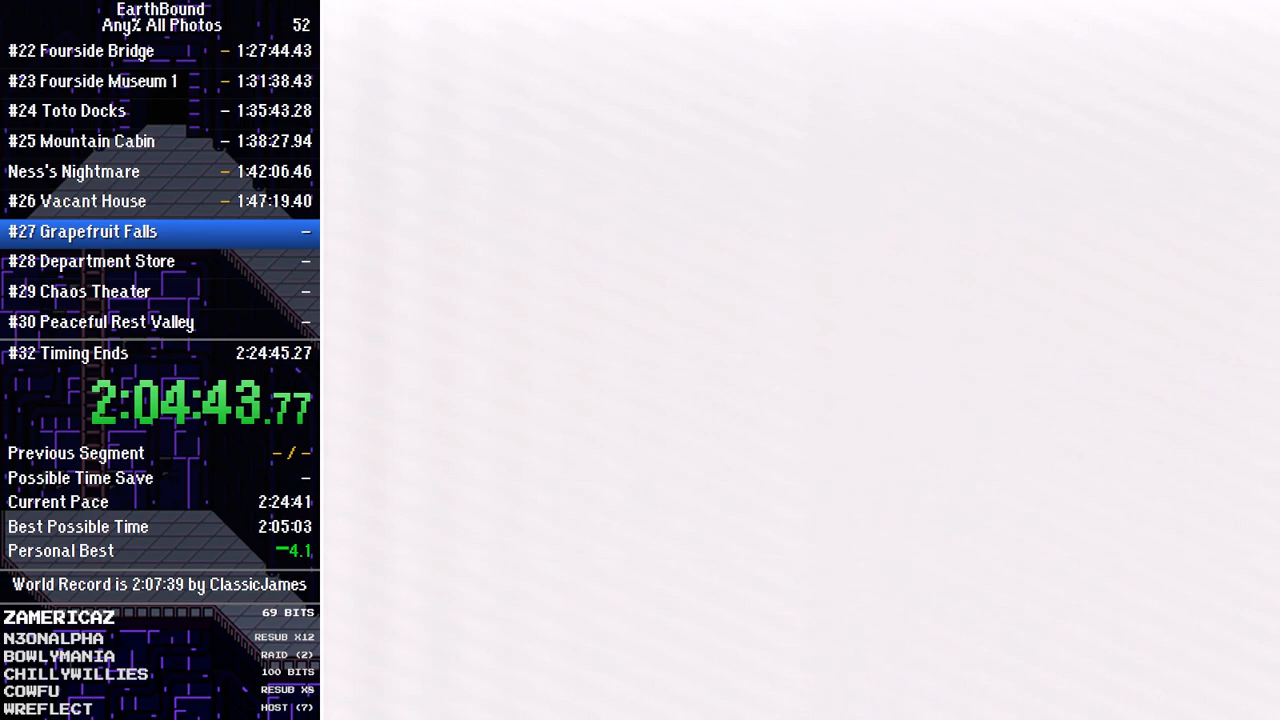 EarthBound
Any% All Photos 52
#22 Fourside Bridge – 1:27:44.43
#23 Fourside Museum 1 – 1:31:38.43
#24 Toto Docks – 1:35:43.28
#25 Mountain Cabin – 1:38:27.94
Ness's Nightmare – 1:42:06.46
#26 Vacant House – 1:47:19.40
#27 Grapefruit Falls –
#28 Department Store –
#29 Chaos Theater –
#30 Peaceful Rest Valley –
#32 Timing Ends 2:24:45.27
2:04:43.77
Previous Segment – / –
Possible Time Save –
Current Pace 2:24:41
Best Possible Time 2:05:03
Personal Best −4.1
World Record is 2:07:39 by ClassicJames
ZAMERICAZ 69 BITS
N3ONALPHA RESUB X12
BOWLYMANIA RAID (2)
CHILLYWILLIES 100 BITS
COWFU RESUB X8
WREFLECT HOST (7)